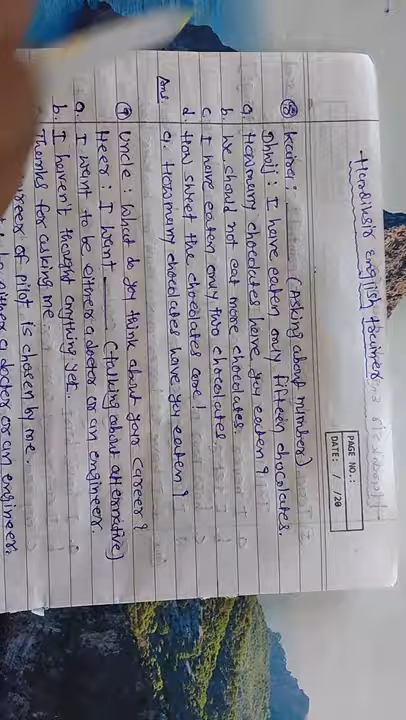 Hardiksir English
PAGE NO.:
DATE: / /20
(18) Karna: ______ (Asking about number)
Dhruj: I have eaten only fifteen chocolates.
a. How many chocolates have you eaten?
b. We should not eat more chocolates.
c. I have eaten only two chocolates
d. How sweet the chocolates are!
Ans. a. How many chocolates have you eaten?
(19) Uncle: What do you think about your career?
Heer: I want ______ (talking about alternative)
a. I want to be either a doctor or an engineer.
b. I haven't thought anything yet.
Thanks for asking me.
career of pilot is chosen by me.
either a doctor or an engineer.